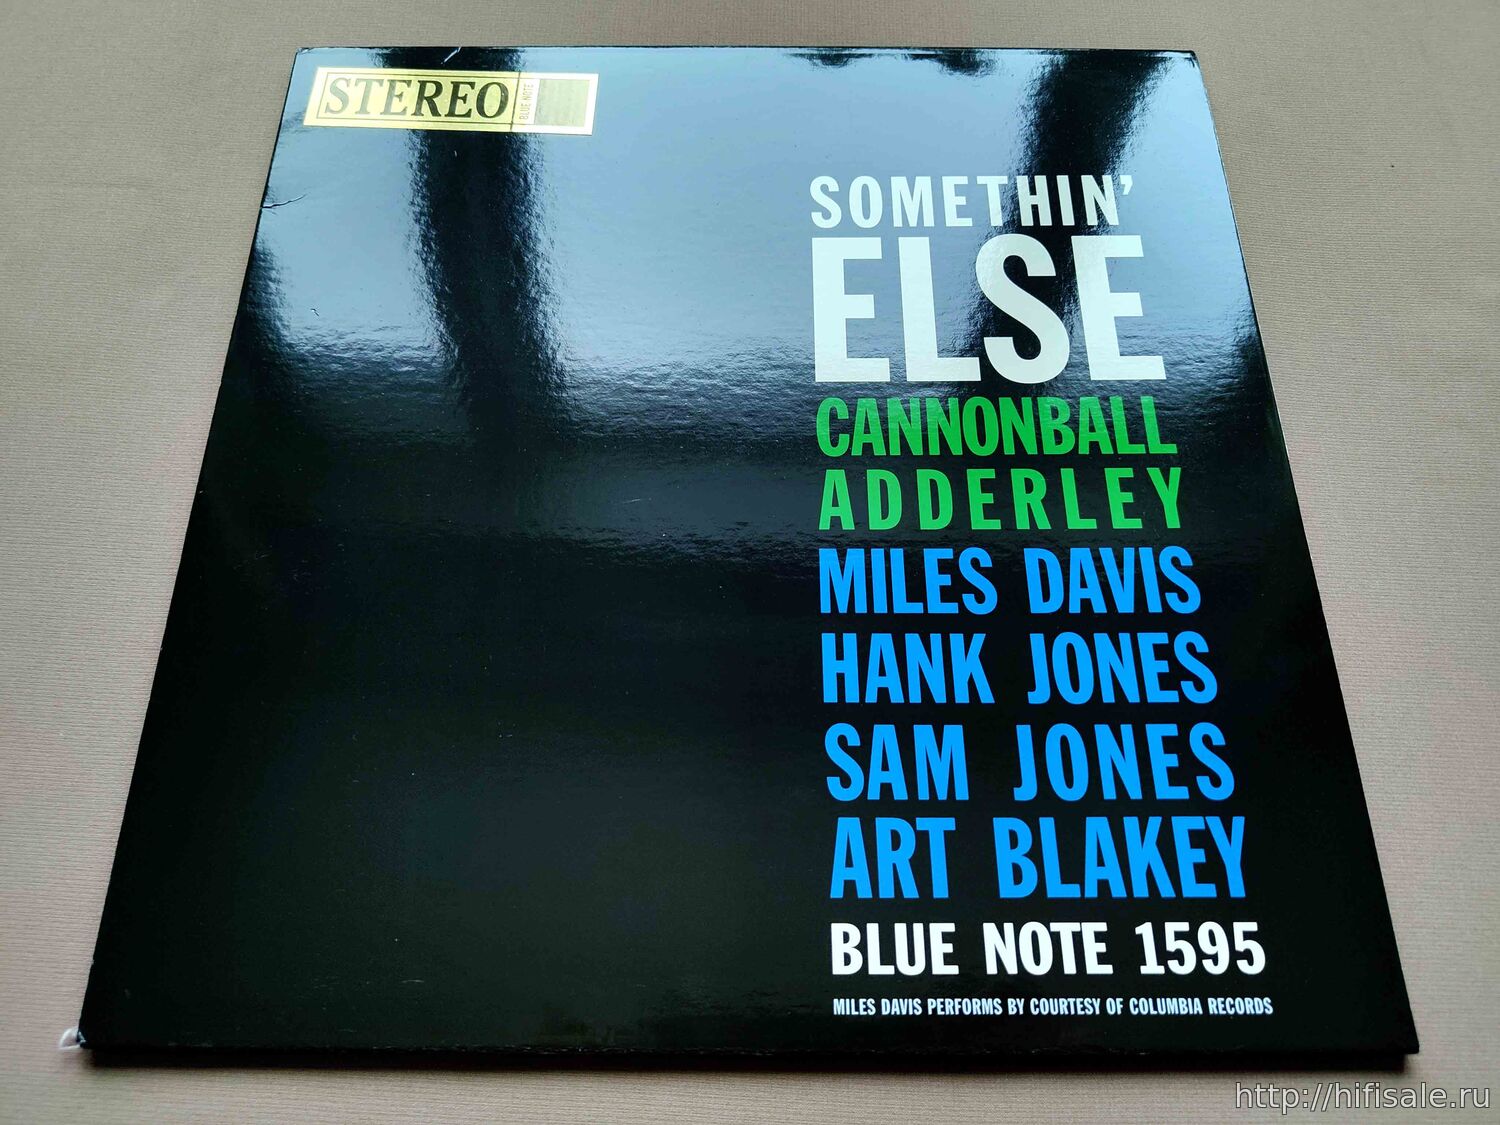 STEREO
BLUE NOTE
SOMETHIN'
ELSE
CANNONBALL
ADDERLEY
MILES DAVIS
HANK JONES
SAM JONES
ART BLAKEY
BLUE NOTE 1595
MILES DAVIS PERFORMS BY COURTESY OF COLUMBIA RECORDS
http://hifisale.ru